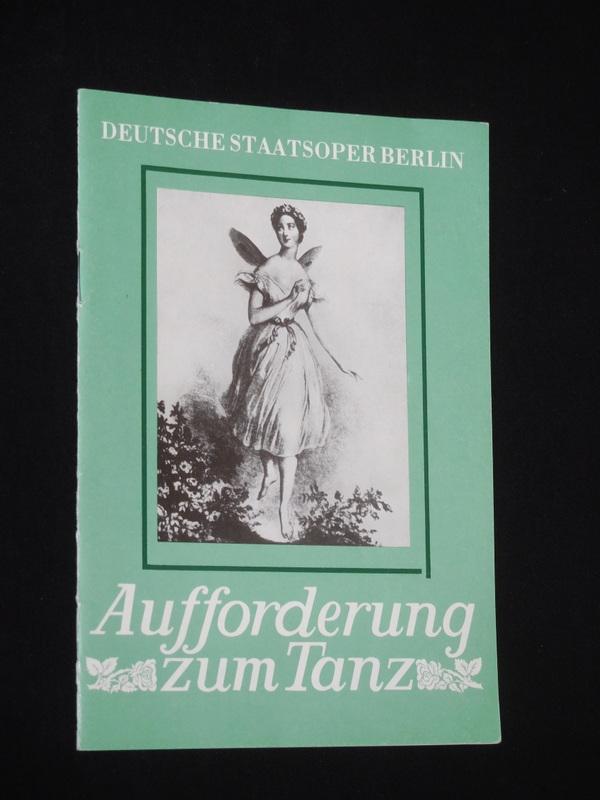 DEUTSCHE STAATSOPER BERLIN
Aufforderung
zum Tanz